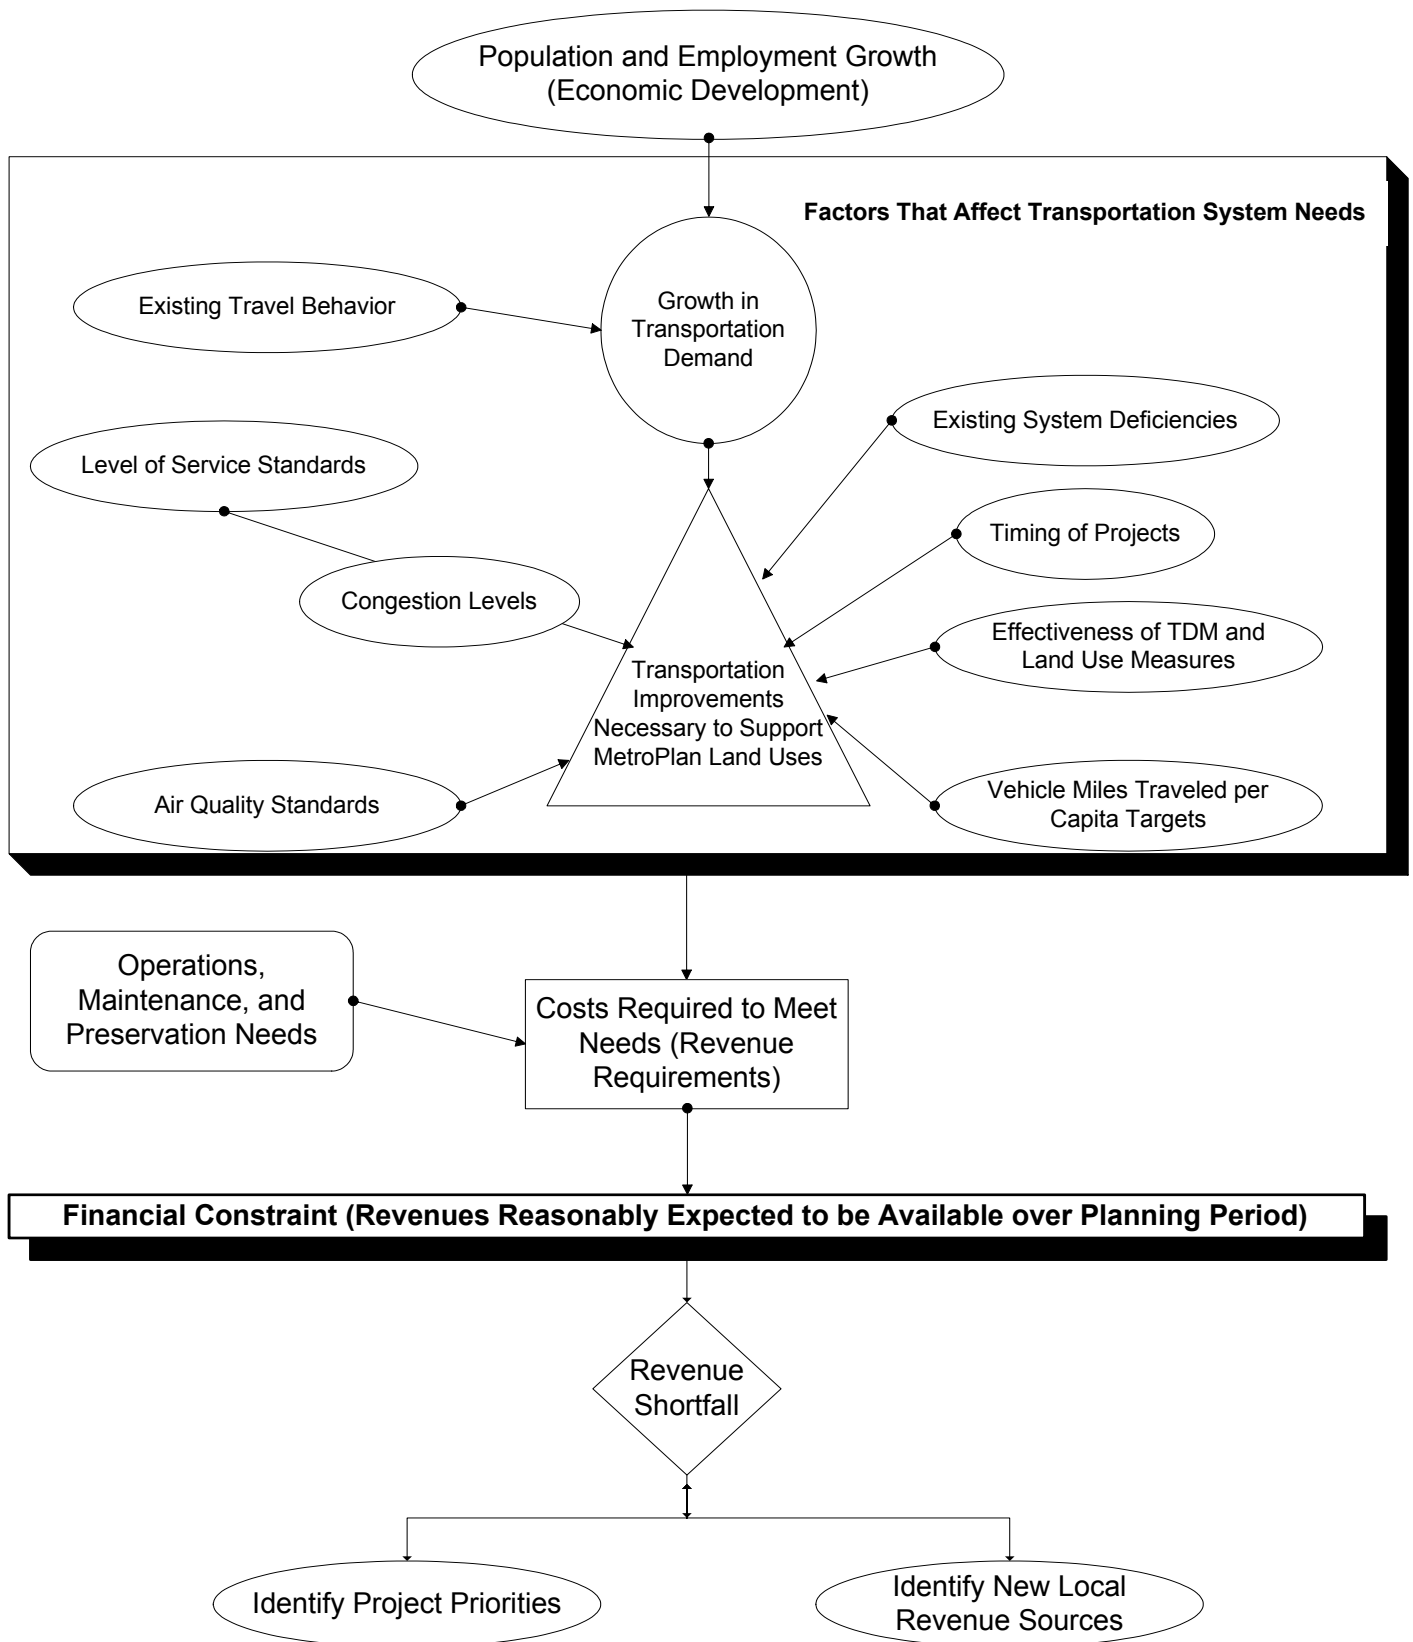 Population and Employment Growth
(Economic Development)
Factors That Affect Transportation System Needs
Existing Travel Behavior
Growth in
Transportation
Demand
Existing System Deficiencies
Level of Service Standards
Timing of Projects
Congestion Levels
Effectiveness of TDM and
Land Use Measures
Transportation
Improvements
Necessary to Support
MetroPlan Land Uses
Air Quality Standards
Vehicle Miles Traveled per
Capita Targets
Operations,
Maintenance, and
Preservation Needs
Costs Required to Meet
Needs (Revenue
Requirements)
Financial Constraint (Revenues Reasonably Expected to be Available over Planning Period)
Revenue
Shortfall
Identify Project Priorities
Identify New Local
Revenue Sources